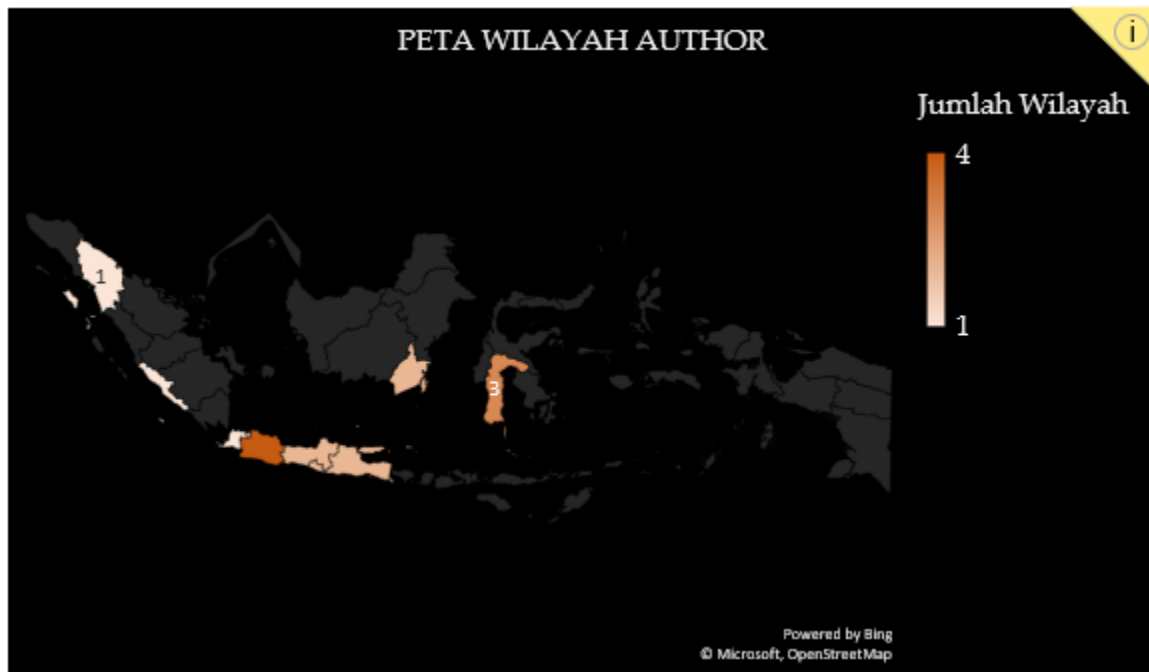 PETA WILAYAH AUTHOR
i
Jumlah Wilayah
4
1
1
3
Powered by Bing
© Microsoft, OpenStreetMap